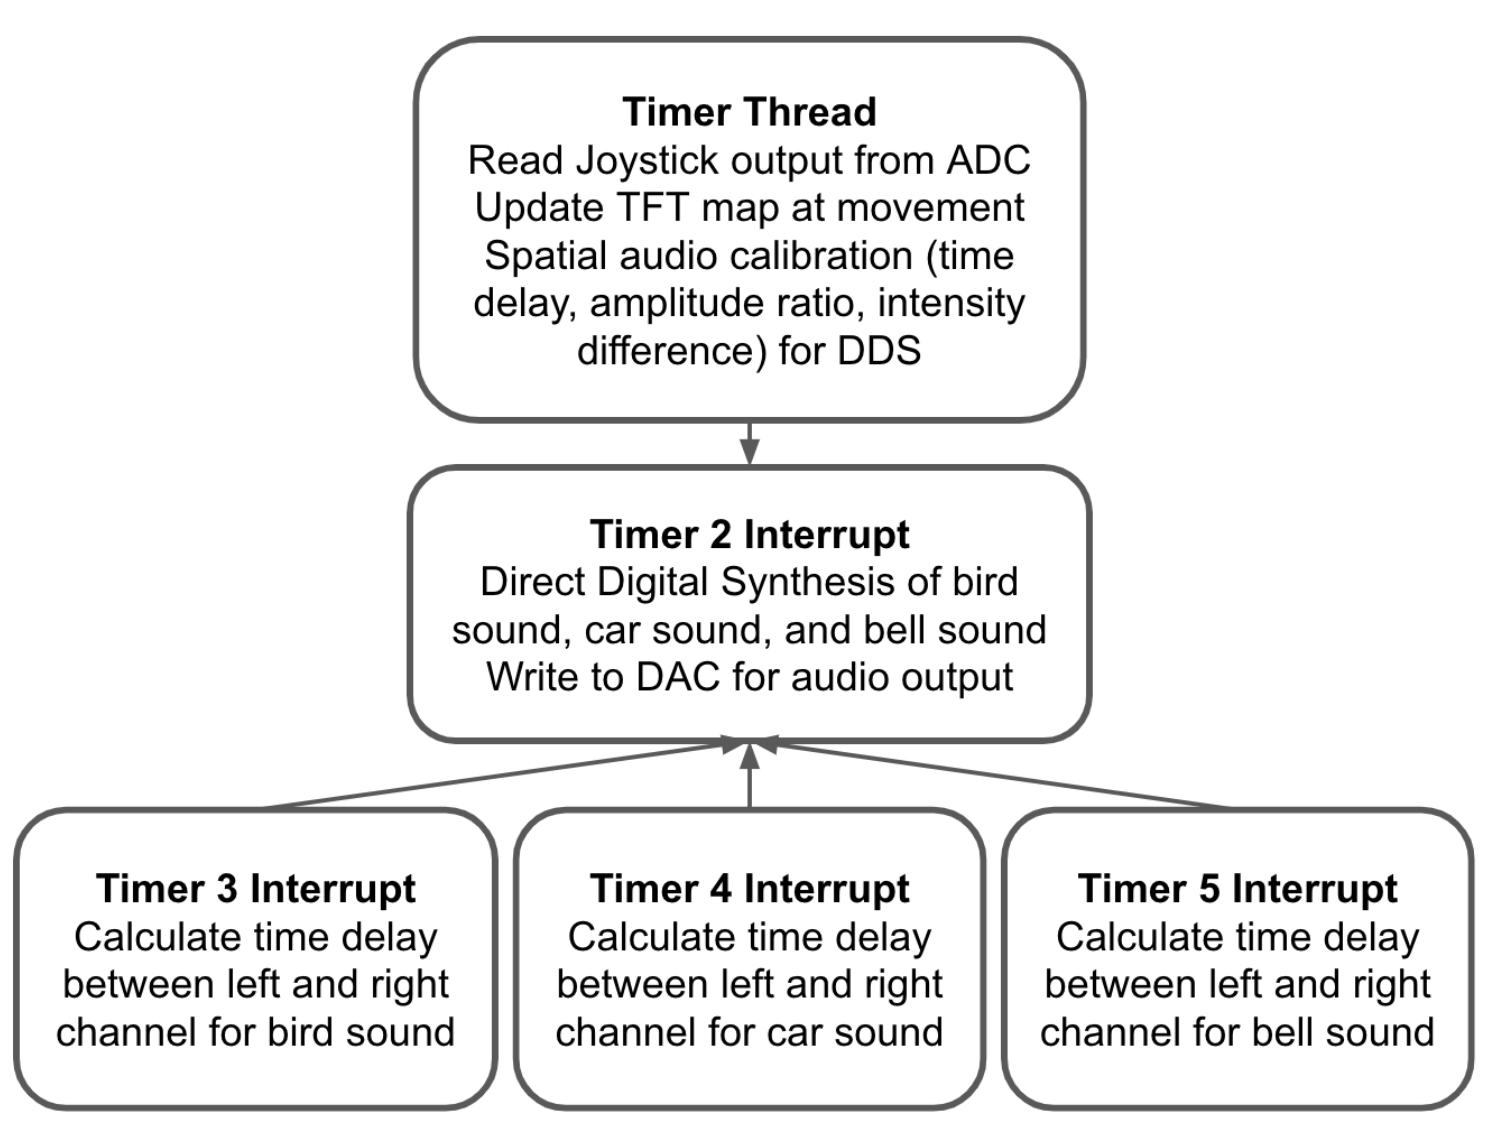 Timer Thread
Read Joystick output from ADC
Update TFT map at movement
Spatial audio calibration (time
delay, amplitude ratio, intensity
difference) for DDS
Timer 2 Interrupt
Direct Digital Synthesis of bird
sound, car sound, and bell sound
Write to DAC for audio output
Timer 3 Interrupt
Calculate time delay
between left and right
channel for bird sound
Timer 4 Interrupt
Calculate time delay
between left and right
channel for car sound
Timer 5 Interrupt
Calculate time delay
between left and right
channel for bell sound